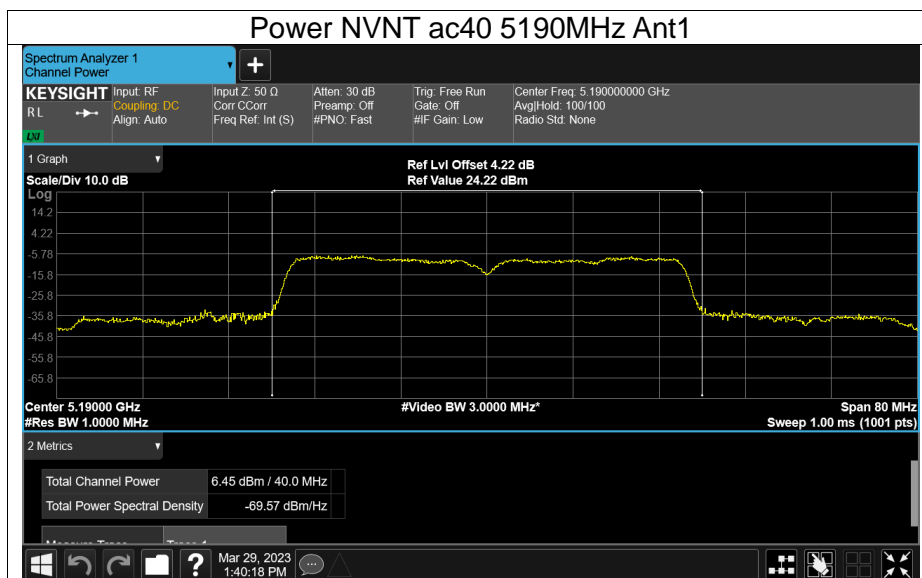 Power NVNT ac40 5190MHz Ant1
Spectrum Analyzer 1
Channel Power
KEYSIGHT
R L
LXI
Input: RF
Coupling: DC
Align: Auto
Input Z: 50 Ω
Corr CCorr
Freq Ref: Int (S)
Atten: 30 dB
Preamp: Off
#PNO: Fast
Trig: Free Run
Gate: Off
#IF Gain: Low
Center Freq: 5.190000000 GHz
Avg|Hold: 100/100
Radio Std: None
1 Graph
Scale/Div 10.0 dB
Ref Lvl Offset 4.22 dB
Ref Value 24.22 dBm
Log
14.2
4.22
-5.78
-15.8
-25.8
-35.8
-45.8
-55.8
-65.8
Center 5.19000 GHz
#Video BW 3.0000 MHz*
Span 80 MHz
#Res BW 1.0000 MHz
Sweep 1.00 ms (1001 pts)
2 Metrics
Total Channel Power 6.45 dBm / 40.0 MHz
Total Power Spectral Density -69.57 dBm/Hz
Mar 29, 2023
1:40:18 PM